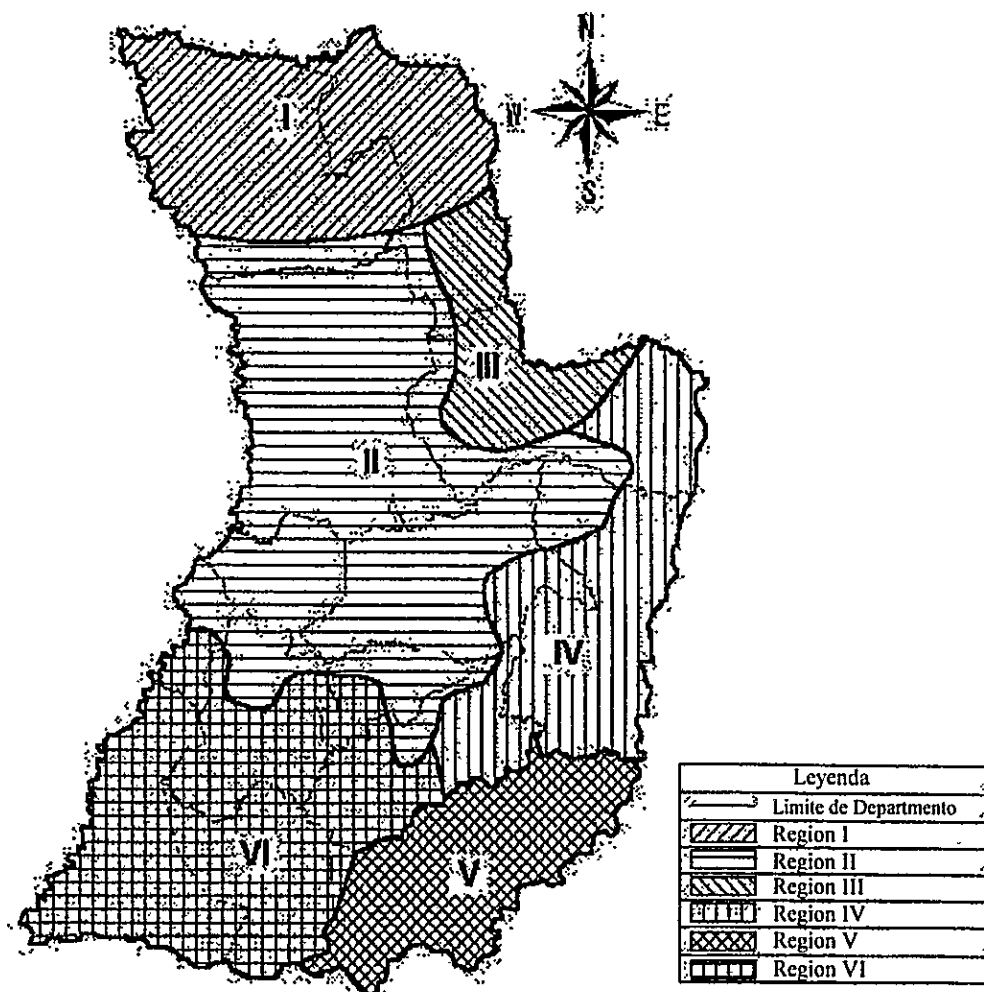 N
W E
S
I
III
II
IV
VI
V
Leyenda
Limite de Departmento
Region I
Region II
Region III
Region IV
Region V
Region VI